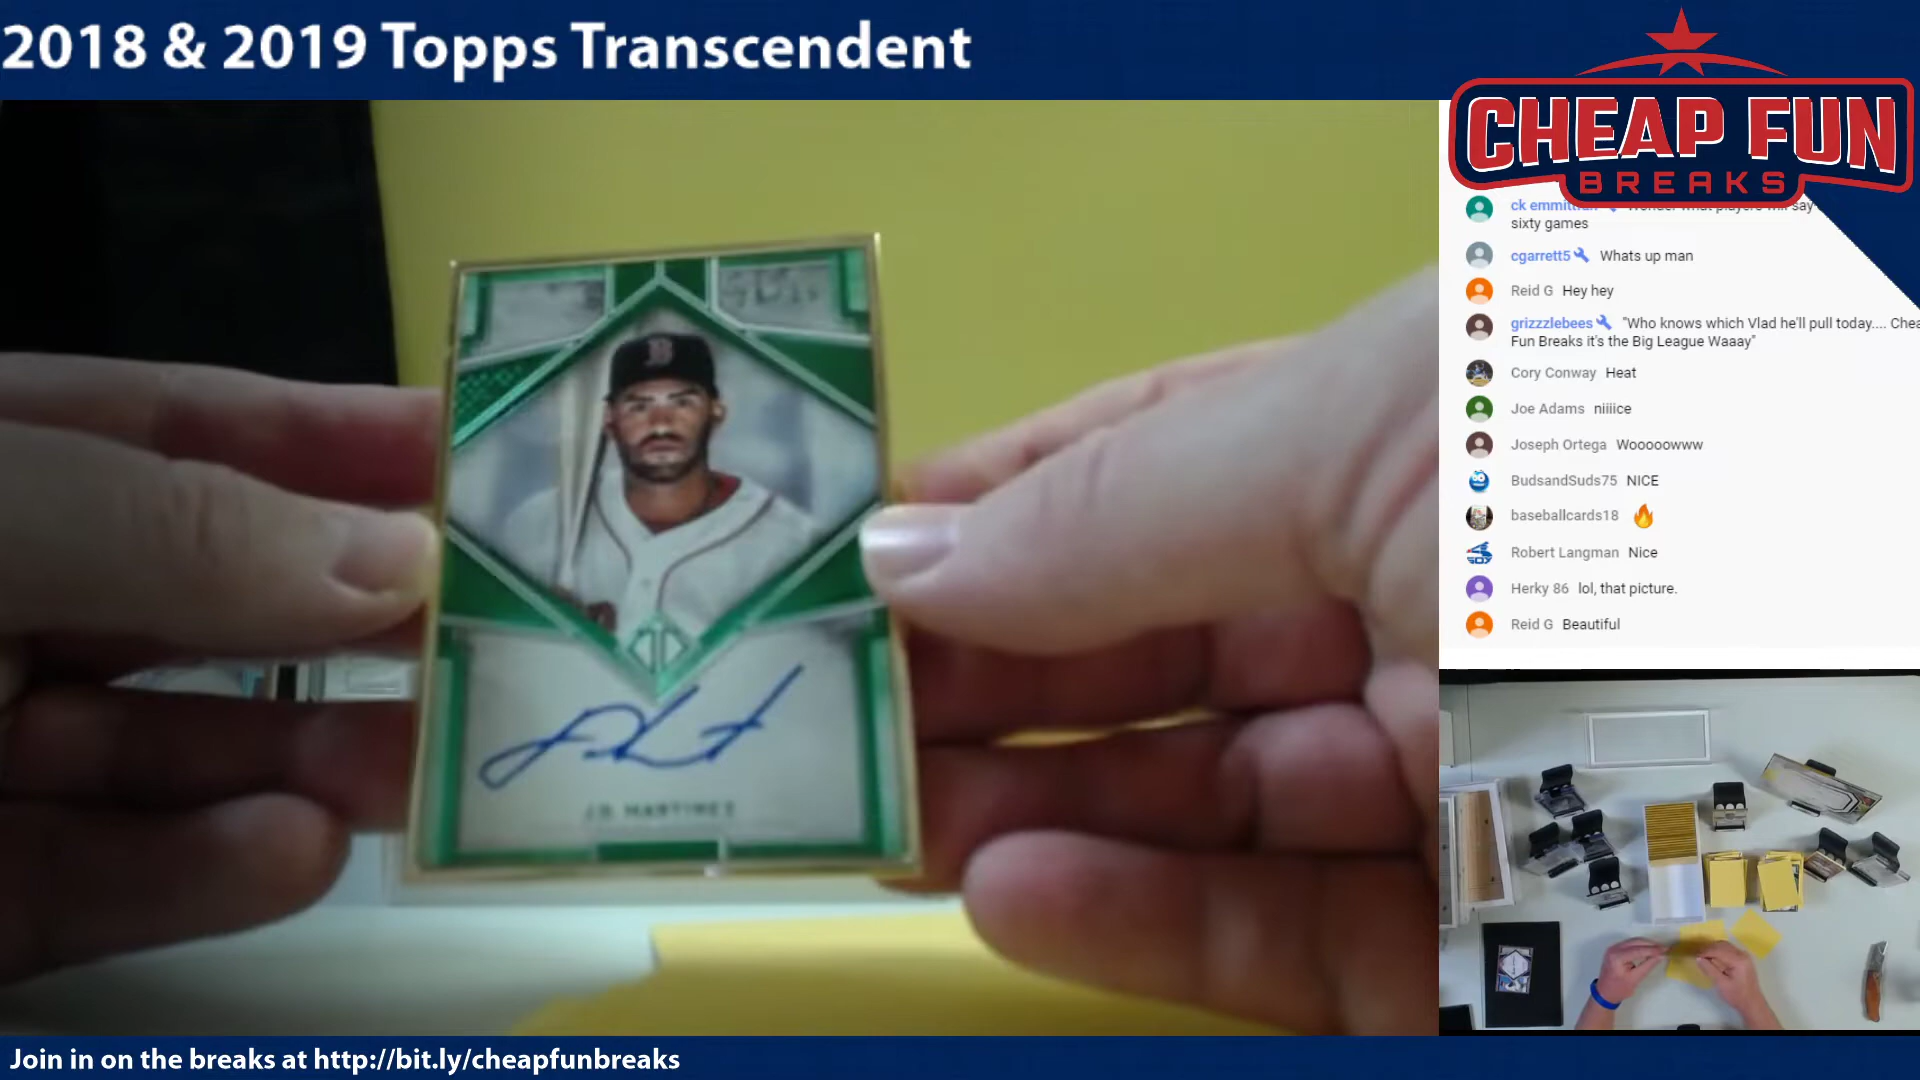 2018 & 2019 Topps Transcendent
CHEAP FUN
BREAKS
sixty games
cgarrett5 Whats up man
Reid G Hey hey
grizzzlebees "Who knows which Vlad he'll pull today.... Chea
Fun Breaks it's the Big League Waaay"
Cory Conway Heat
Joe Adams niiiice
Joseph Ortega Wooooowww
BudsandSuds75 NICE
baseballcards18
Robert Langman Nice
Herky 86 lol, that picture.
Reid G Beautiful
B
J.D. MARTINEZ
Join in on the breaks at http://bit.ly/cheapfunbreaks